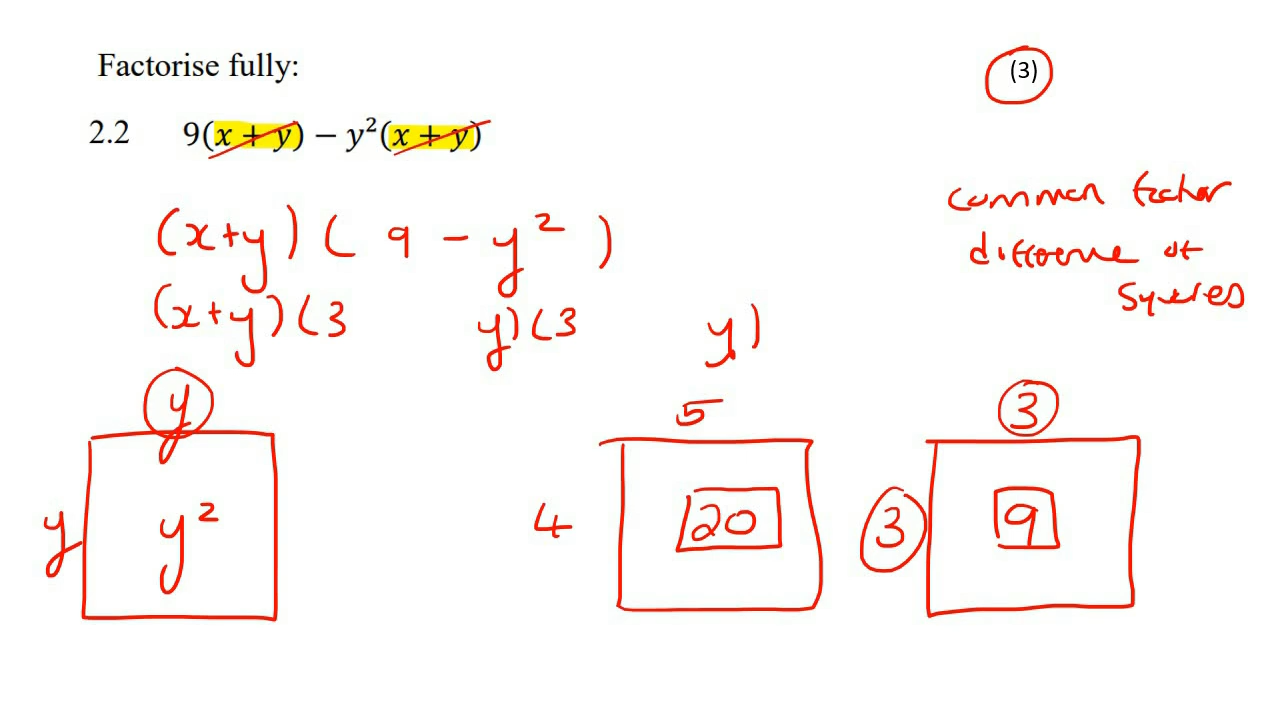 Factorise fully:
(3)
2.2 9(x + y) − y²(x + y)
common factor
difference of
squares
(x+y)( 9 − y² )
(x+y)(3 y)(3 y)
y
5
3
y
y²
4
20
3
9